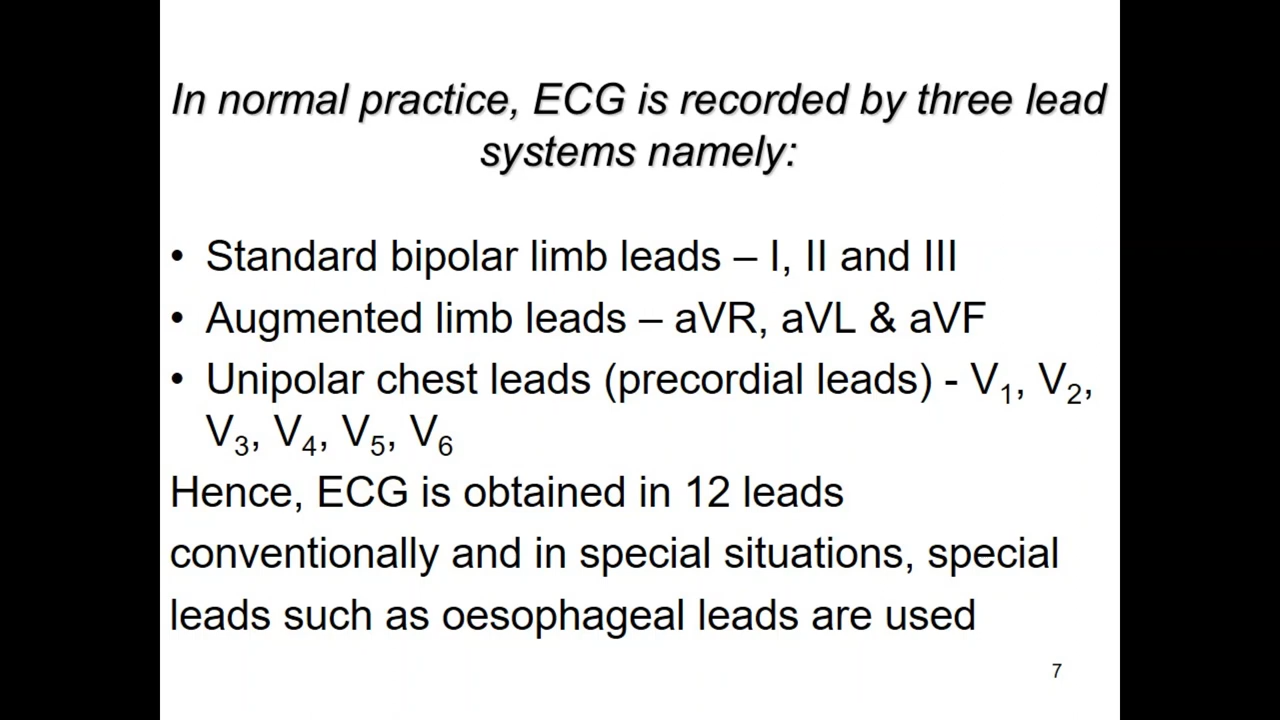 In normal practice, ECG is recorded by three lead
systems namely:
• Standard bipolar limb leads – I, II and III
• Augmented limb leads – aVR, aVL & aVF
• Unipolar chest leads (precordial leads) - V₁, V₂,
V₃, V₄, V₅, V₆
Hence, ECG is obtained in 12 leads
conventionally and in special situations, special
leads such as oesophageal leads are used
7